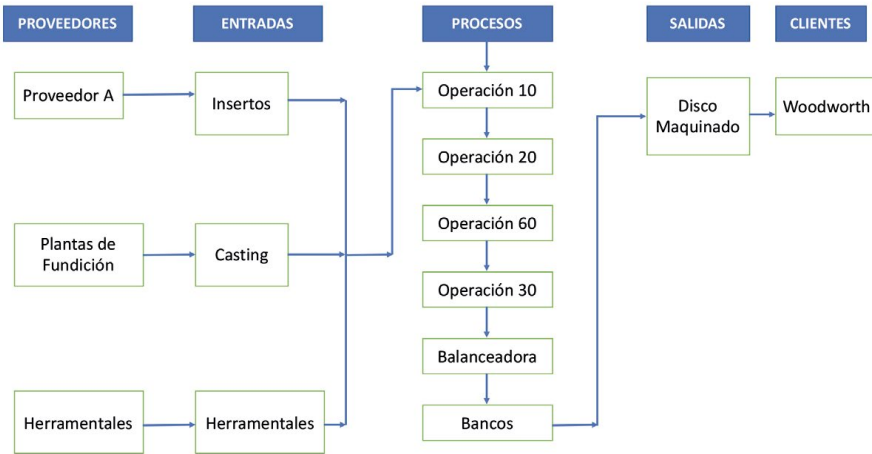 PROVEEDORES
ENTRADAS
PROCESOS
SALIDAS
CLIENTES
Proveedor A
Insertos
Operación 10
Disco
Maquinado
Woodworth
Operación 20
Plantas de
Fundición
Casting
Operación 60
Operación 30
Balanceadora
Herramentales
Herramentales
Bancos